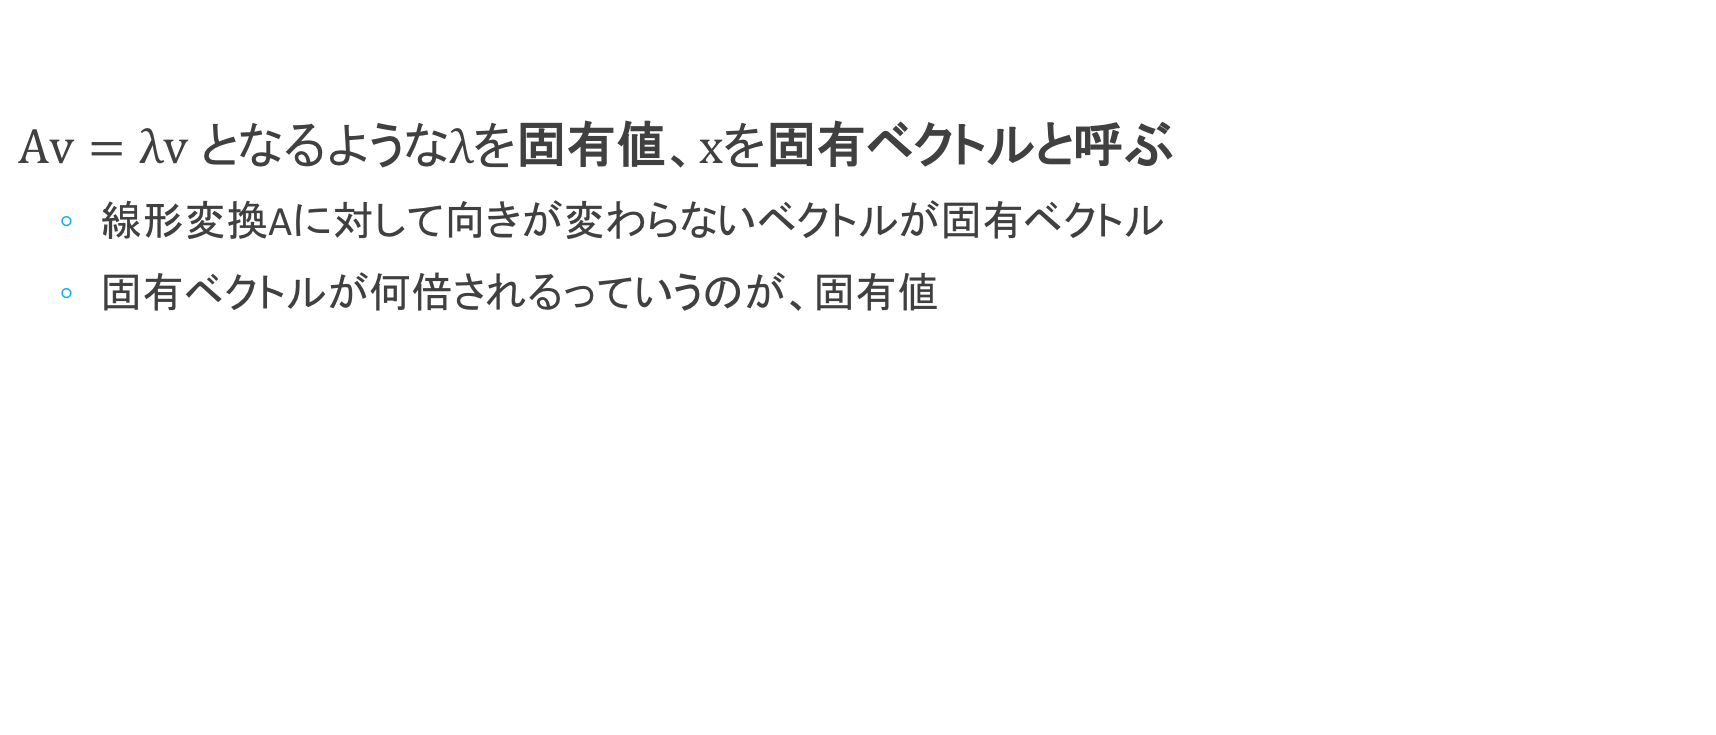 Av = λv となるようなλを固有値、xを固有ベクトルと呼ぶ
◦ 線形変換Aに対して向きが変わらないベクトルが固有ベクトル
◦ 固有ベクトルが何倍されるっていうのが、固有値